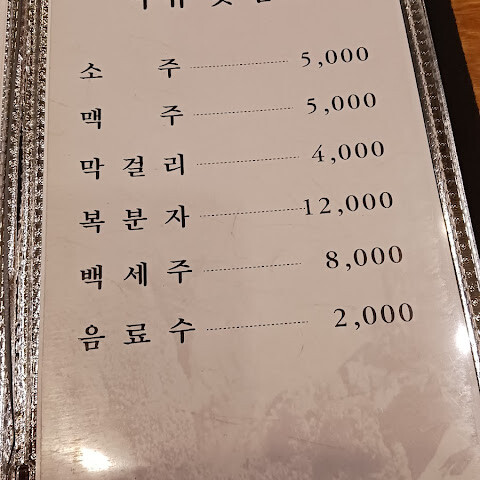 소 주 5,000
맥 주 5,000
막 걸 리 4,000
복 분 자 12,000
백 세 주 8,000
음 료 수 2,000